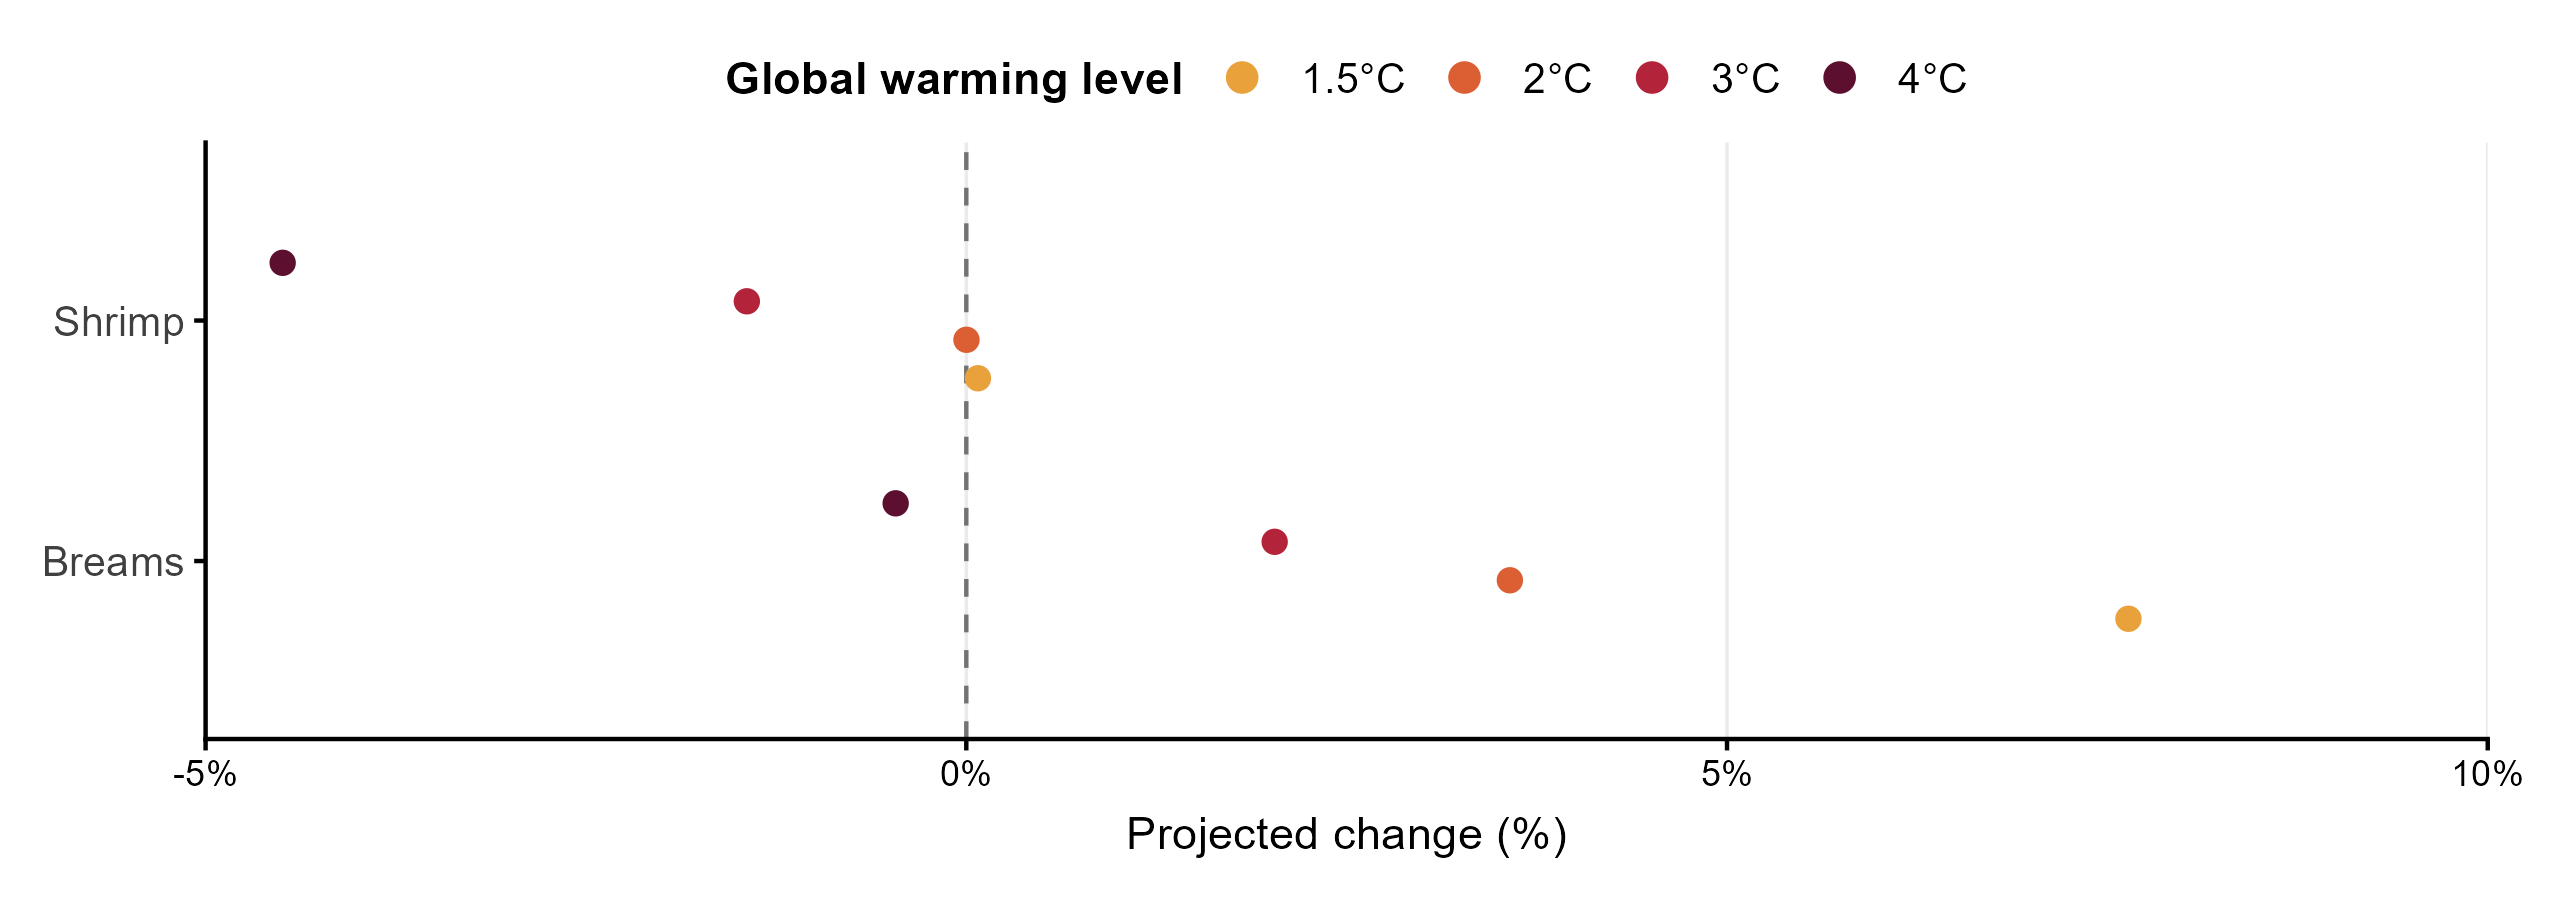 Global warming level 1.5°C 2°C 3°C 4°C
Shrimp
Breams
-5% 0% 5% 10%
Projected change (%)